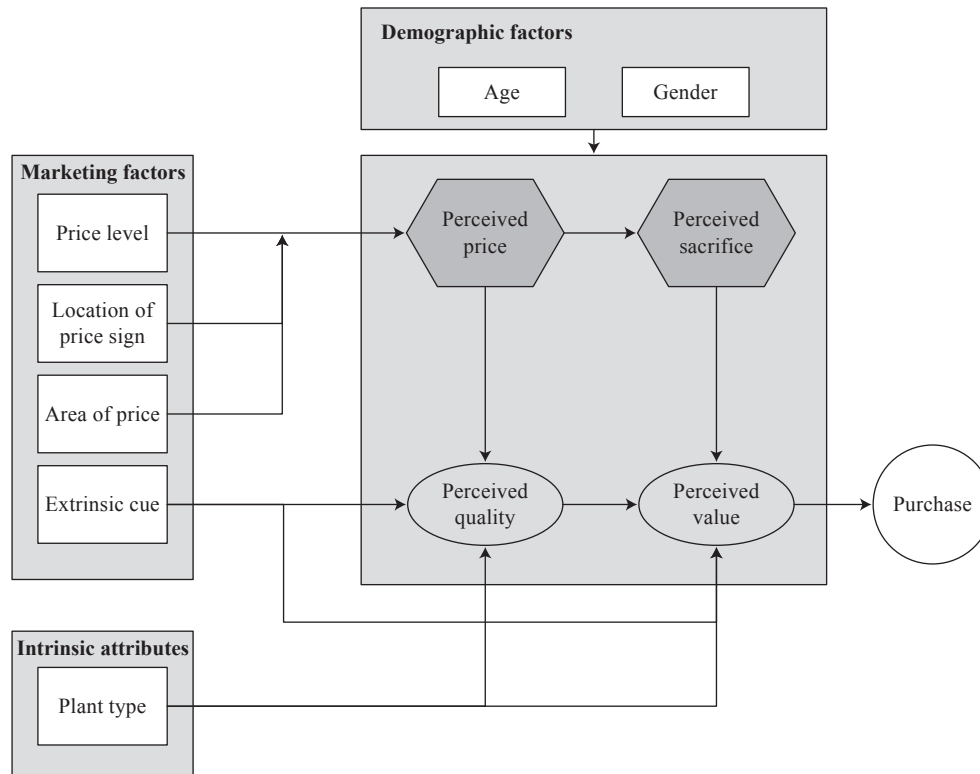 Demographic factors
Age
Gender
Marketing factors
Price level
Location of
price sign
Area of price
Extrinsic cue
Perceived
price
Perceived
sacrifice
Perceived
quality
Perceived
value
Purchase
Intrinsic attributes
Plant type